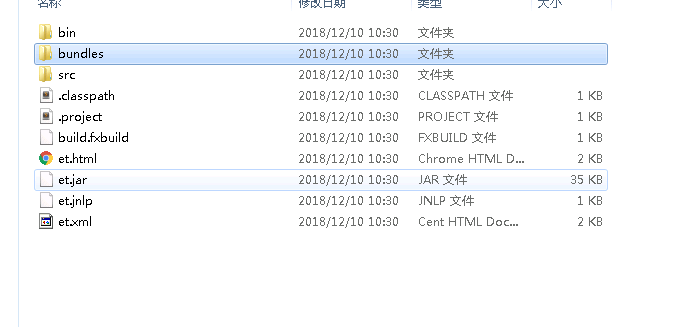 修改日期 类型 大小
bin 2018/12/10 10:30 文件夹
bundles 2018/12/10 10:30 文件夹
src 2018/12/10 10:30 文件夹
.classpath 2018/12/10 10:30 CLASSPATH 文件 1 KB
.project 2018/12/10 10:30 PROJECT 文件 1 KB
build.fxbuild 2018/12/10 10:30 FXBUILD 文件 1 KB
et.html 2018/12/10 10:30 Chrome HTML D... 2 KB
et.jar 2018/12/10 10:30 JAR 文件 35 KB
et.jnlp 2018/12/10 10:30 JNLP 文件 1 KB
et.xml 2018/12/10 10:30 Cent HTML Doc... 2 KB